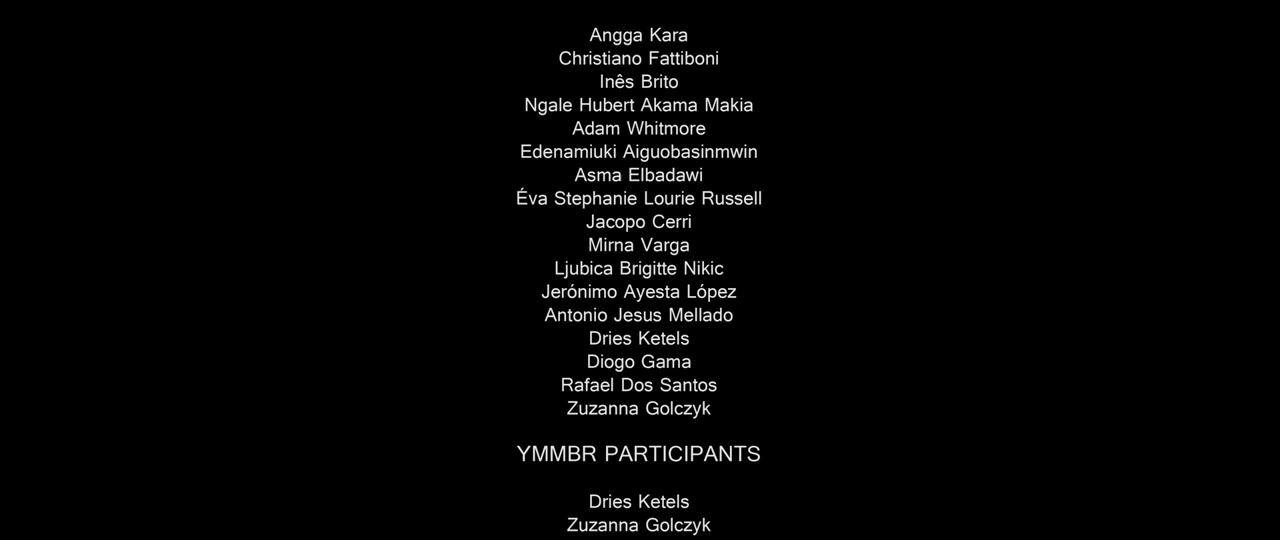 Angga Kara
Christiano Fattiboni
Inês Brito
Ngale Hubert Akama Makia
Adam Whitmore
Edenamiuki Aiguobasinmwin
Asma Elbadawi
Éva Stephanie Lourie Russell
Jacopo Cerri
Mirna Varga
Ljubica Brigitte Nikic
Jerónimo Ayesta López
Antonio Jesus Mellado
Dries Ketels
Diogo Gama
Rafael Dos Santos
Zuzanna Golczyk
YMMBR PARTICIPANTS
Dries Ketels
Zuzanna Golczyk